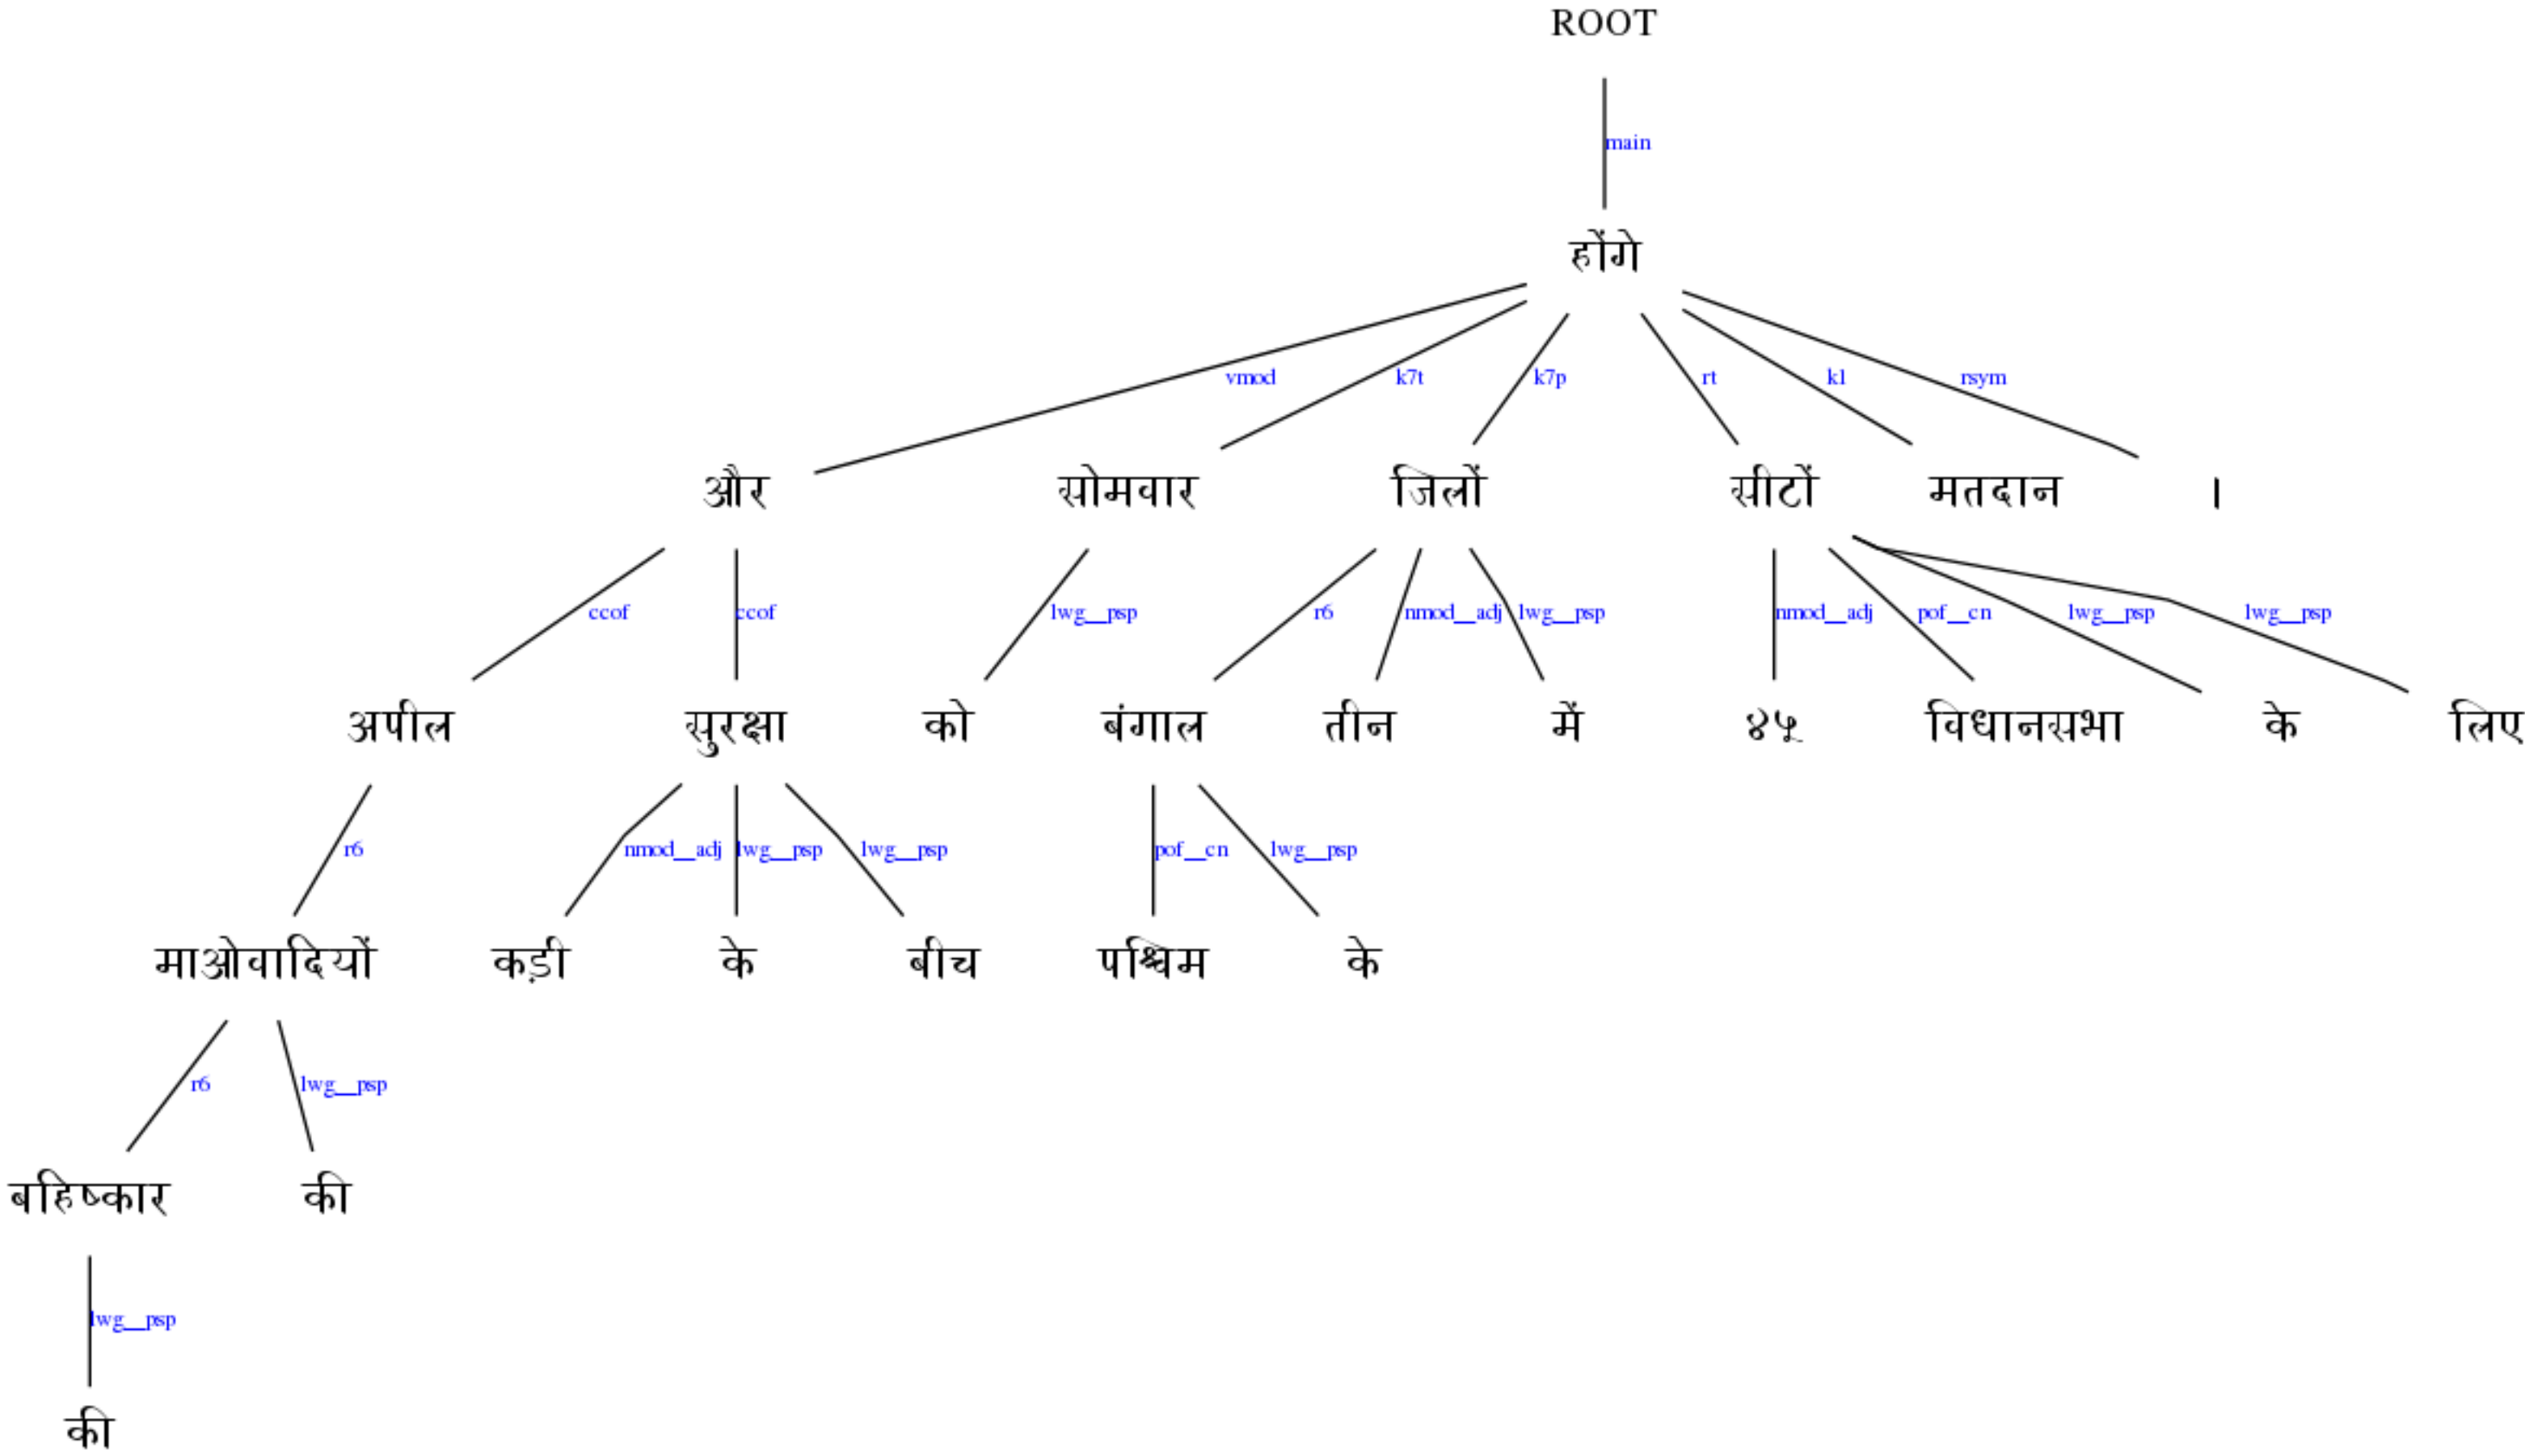 ROOT
main
होंगे
vmod k7t k7p rt k1 rsym
और सोमवार जिलों सीटों मतदान ।
ccof ccof lwg__psp r6 nmod__adj lwg__psp nmod__adj pof__cn lwg__psp lwg__psp
अपील सुरक्षा को बंगाल तीन में ४५ विधानसभा के लिए
r6 nmod__adj lwg__psp lwg__psp pof__cn lwg__psp
माओवादियों कड़ी के बीच पश्चिम के
r6 lwg__psp
बहिष्कार की
lwg__psp
की